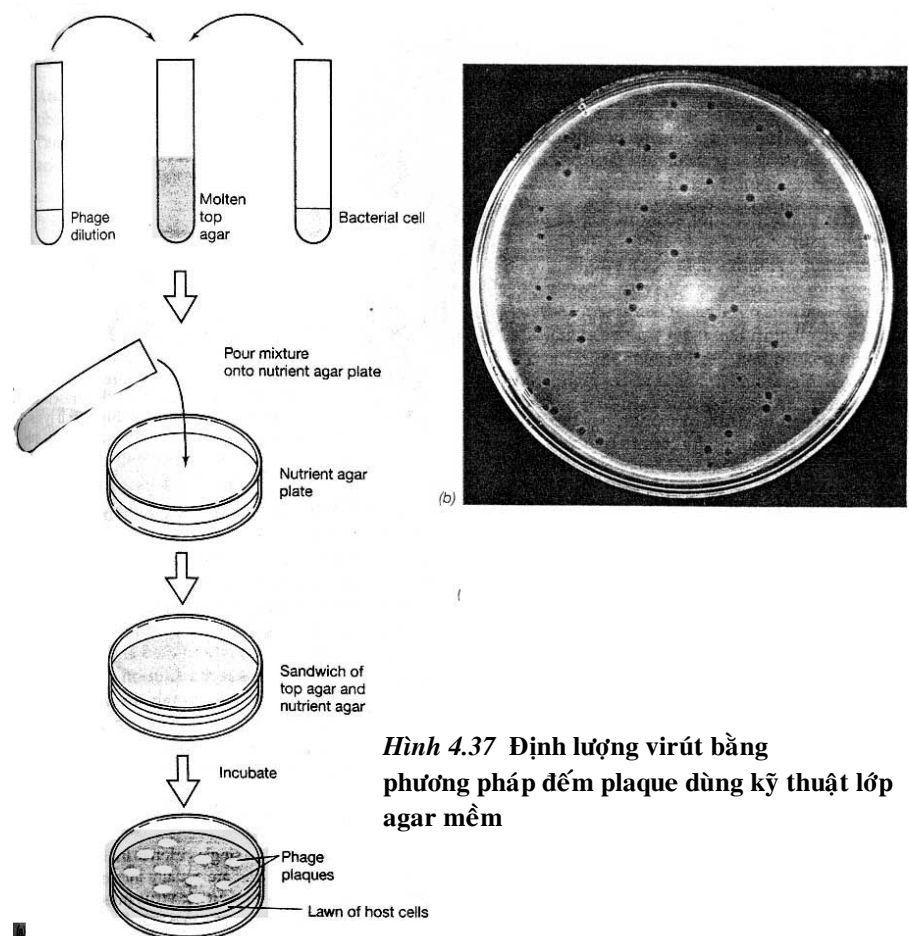 Phage
dilution
Molten
top
agar
Bacterial cell
Pour mixture
onto nutrient agar plate
Nutrient agar
plate
(b)
Sandwich of
top agar and
nutrient agar
Incubate
Phage
plaques
Lawn of host cells
Hình 4.37 Định lượng virút bằng
phương pháp đếm plaque dùng kỹ thuật lớp
agar mềm